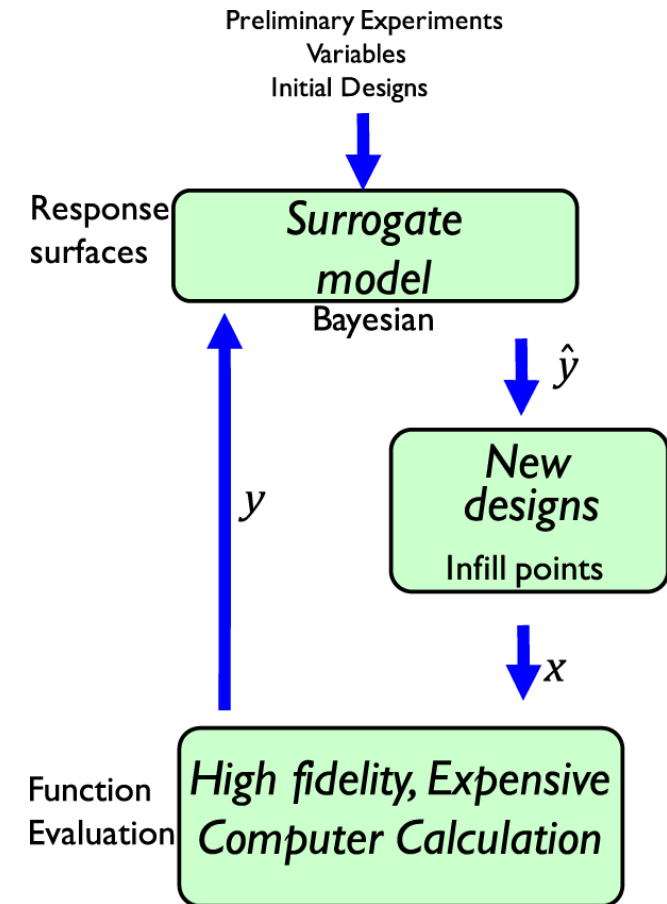 Preliminary Experiments
Variables
Initial Designs
Response
surfaces
Surrogate
model
Bayesian
ŷ
New
designs
Infill points
y
x
Function
Evaluation
High fidelity, Expensive
Computer Calculation